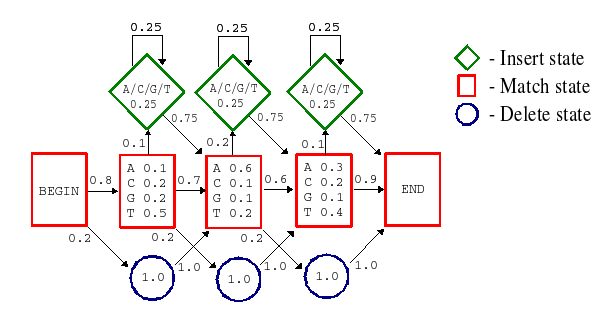 0.25 0.25 0.25
A/C/G/T A/C/G/T A/C/G/T
0.25 0.25 0.25
- Insert state
- Match state
- Delete state
0.75 0.75 0.75
0.1 0.2 0.1
BEGIN
0.8
A 0.1
C 0.2
G 0.2
T 0.5
0.7
A 0.6
C 0.1
G 0.1
T 0.2
0.6
A 0.3
C 0.2
G 0.1
T 0.4
0.9
END
0.2 0.2 0.2
1.0 1.0 1.0
1.0 1.0 1.0